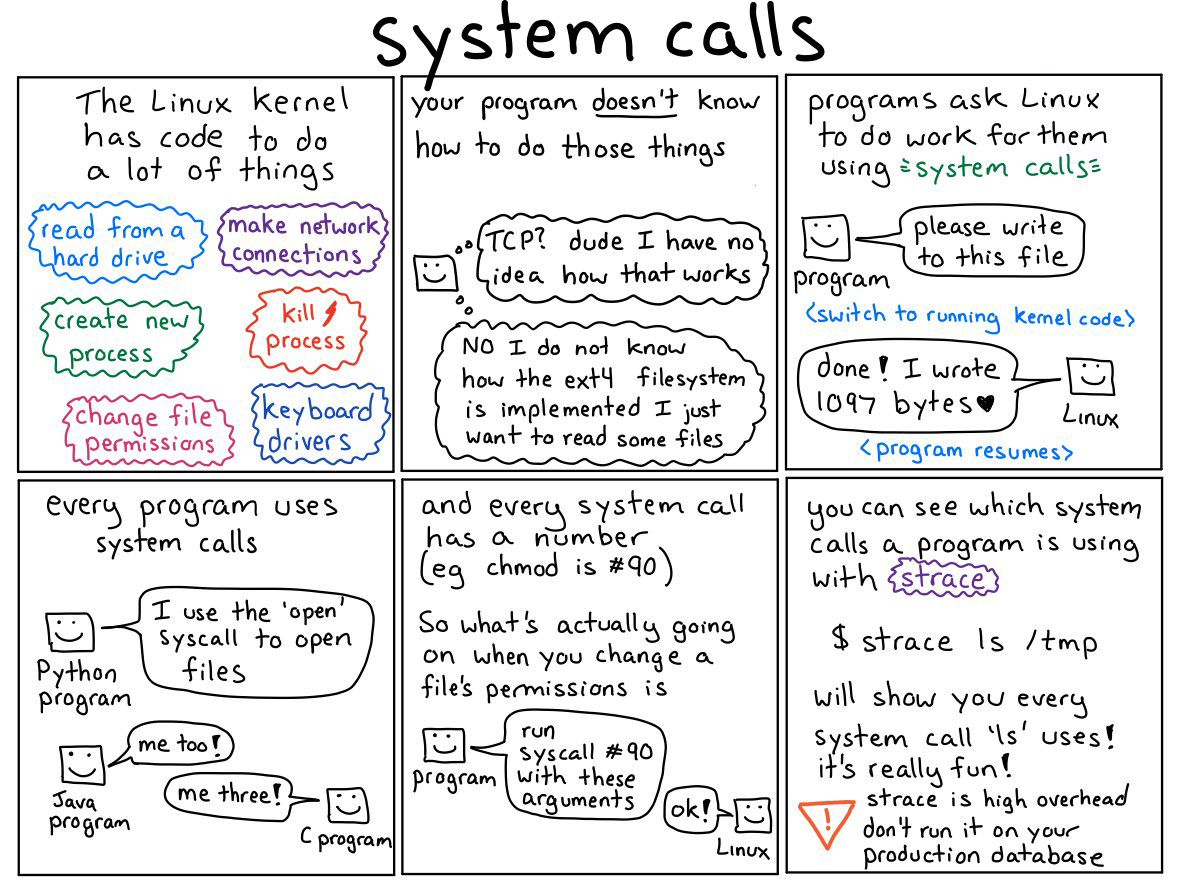 system calls
The Linux kernel
has code to do
a lot of things
read from a
hard drive
make network
connections
create new
process
kill
process
change file
permissions
keyboard
drivers
your program doesn't know
how to do those things
TCP? dude I have no
idea how that works
NO I do not know
how the ext4 filesystem
is implemented I just
want to read some files
programs ask Linux
to do work for them
using system calls
please write
to this file
program
<switch to running kernel code>
done! I wrote
1097 bytes♥
Linux
<program resumes>
every program uses
system calls
I use the 'open'
syscall to open
files
Python
program
me too!
Java
program
me three!
C program
and every system call
has a number
(eg chmod is #90)
So what's actually going
on when you change a
file's permissions is
run
syscall #90
with these
arguments
program
ok!
Linux
you can see which system
calls a program is using
with strace
$ strace ls /tmp
will show you every
system call 'ls' uses!
it's really fun!
!
strace is high overhead
don't run it on your
production database